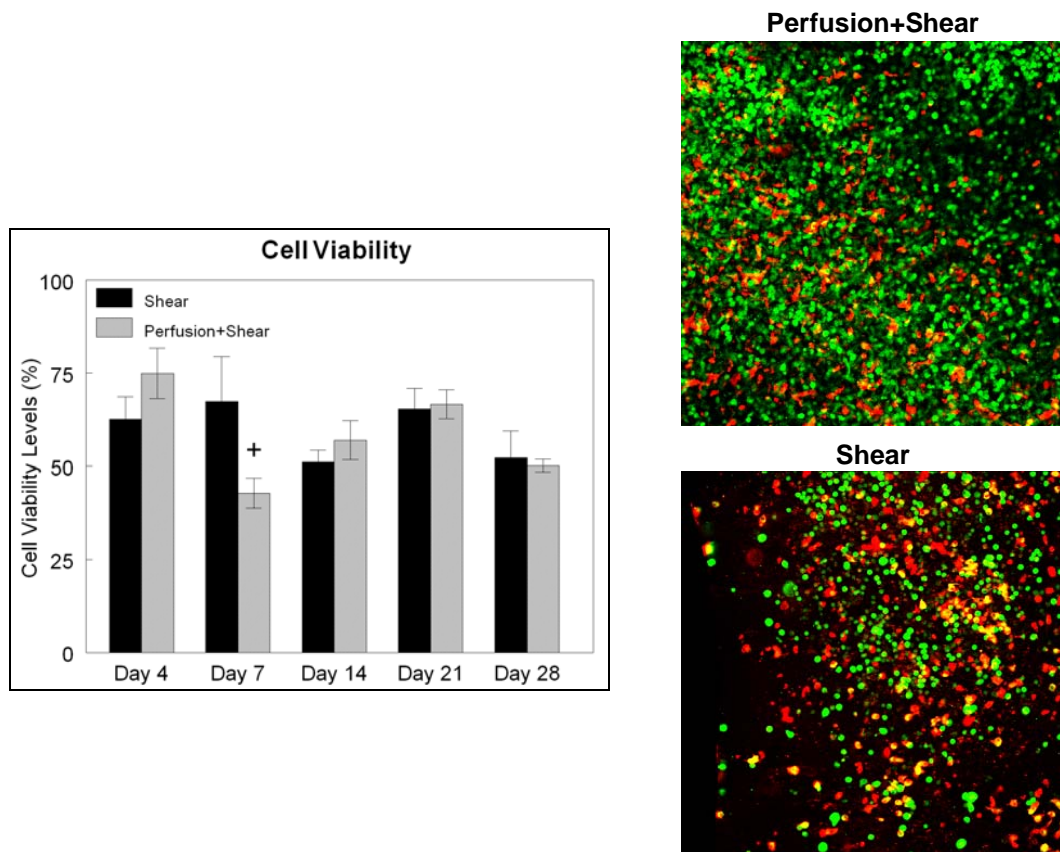 Perfusion+Shear
Cell Viability
100
75
50
25
0
Cell Viability Levels (%)
Shear
Perfusion+Shear
+
Day 4 Day 7 Day 14 Day 21 Day 28
Shear